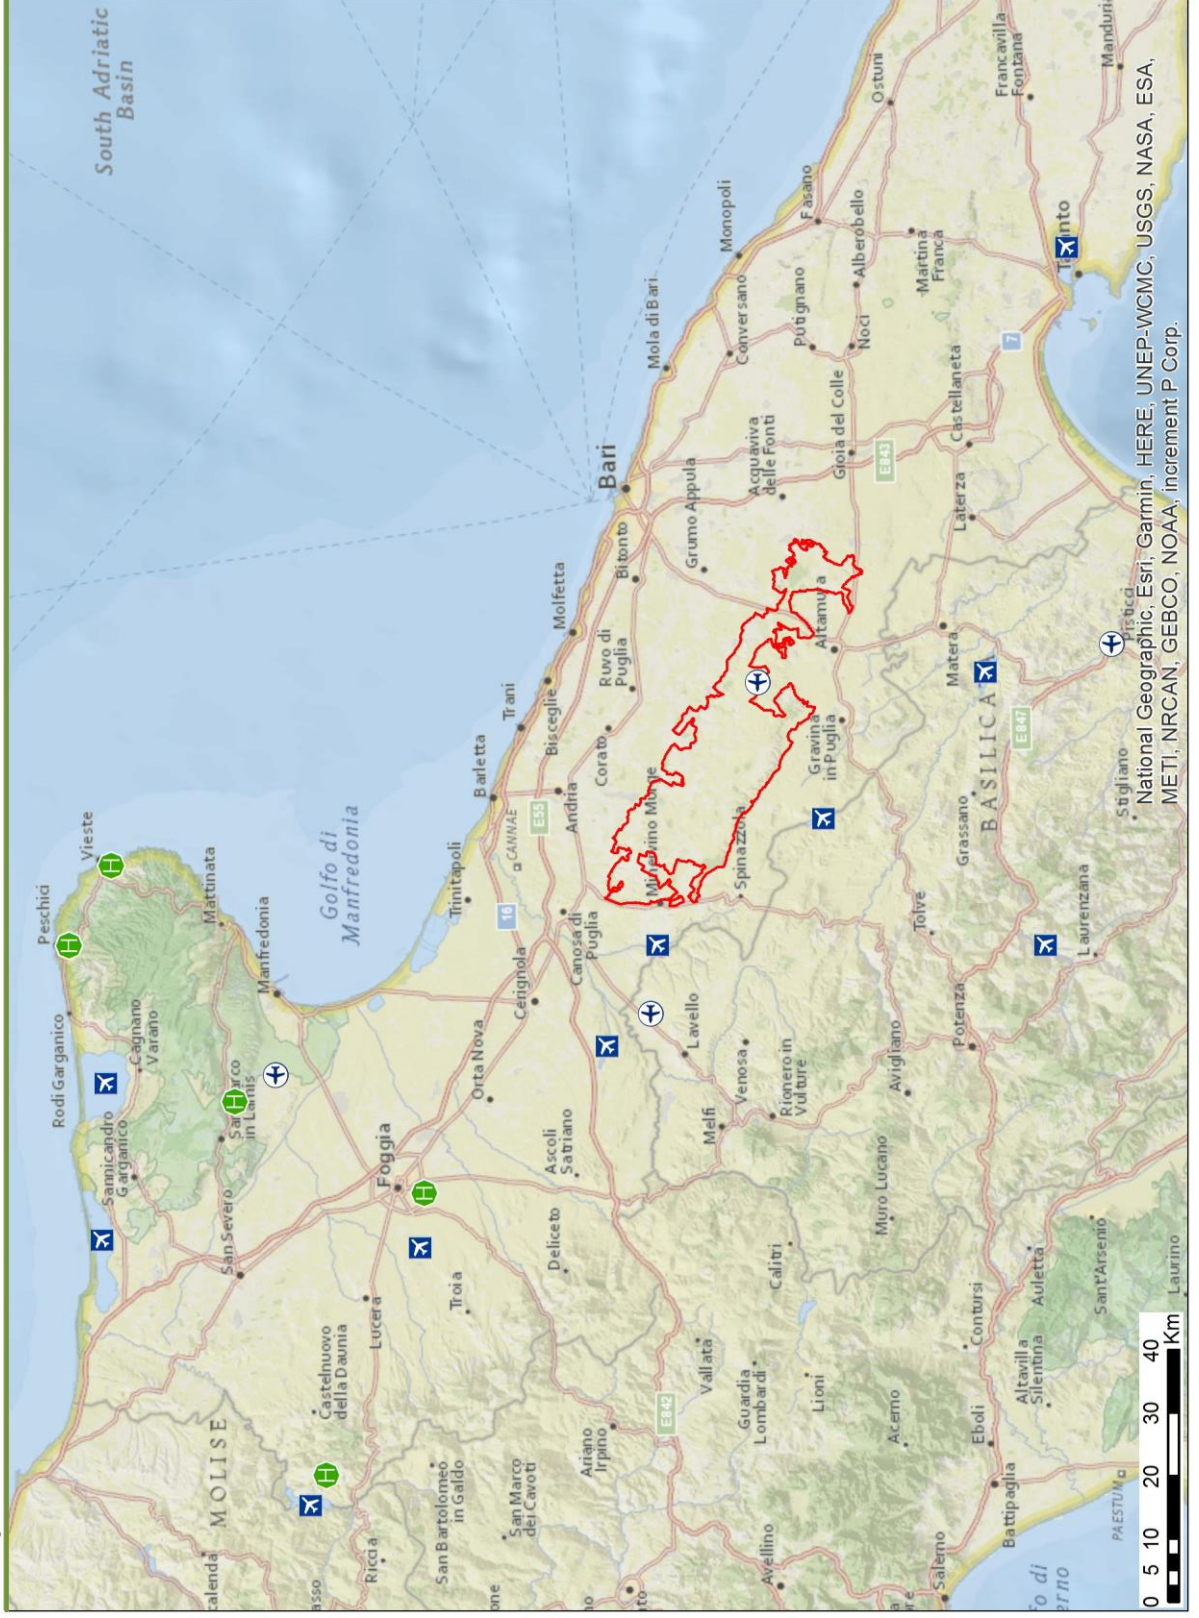 South Adriatic
Basin
Peschici
Vieste
Rodi Garganico
Cagnano
Varano
Sannicandro
Garganico
Mattinata
Manfredonia
San Severo
in Lamis
MOLISE
Golfo di
Manfredonia
Castelnuovo
della Daunia
Lucera
Foggia
Riccia
San Bartolomeo
in Galdo
Troia
Orta Nova
Trinitapoli
Barletta
Trani
16
CANNAE
E55
San Marco
dei Cavoti
Cerignola
Bisceglie
Molfetta
Deliceto
Ascoli
Satriano
Canosa di
Puglia
Andria
Ariano
Irpino
Corato
Ruvo di
Puglia
Bitonto
Bari
Mola di Bari
E842
Minervino Murge
Lavello
Grumo Appula
Monopoli
Vallata
Melfi
Venosa
Spinazzola
Conversano
Guardia
Lombardi
Acquaviva
delle Fonti
Avellino
Calitri
Rionero in
Vulture
Putignano
Fasano
Lioni
Gravina
in Puglia
Altamura
Gioia del Colle
Noci
Alberobello
Ostuni
Acerno
Muro Lucano
Avigliano
E843
Tolve
Martina
Franca
Salerno
Eboli
Contursi
Potenza
Grassano
Matera
Laterza
Castellaneta
BASILICATA
Battipaglia
Altavilla
Silentina
Auletta
E847
7
Francavilla
Fontana
Sant'Arsenio
Laurenzana
Stigliano
Pisticci
PAESTUM
Laurino
0 5 10 20 30 40
Km
National Geographic, Esri, Garmin, HERE, UNEP-WCMC, USGS, NASA, ESA,
METI, NRCAN, GEBCO, NOAA, increment P Corp.